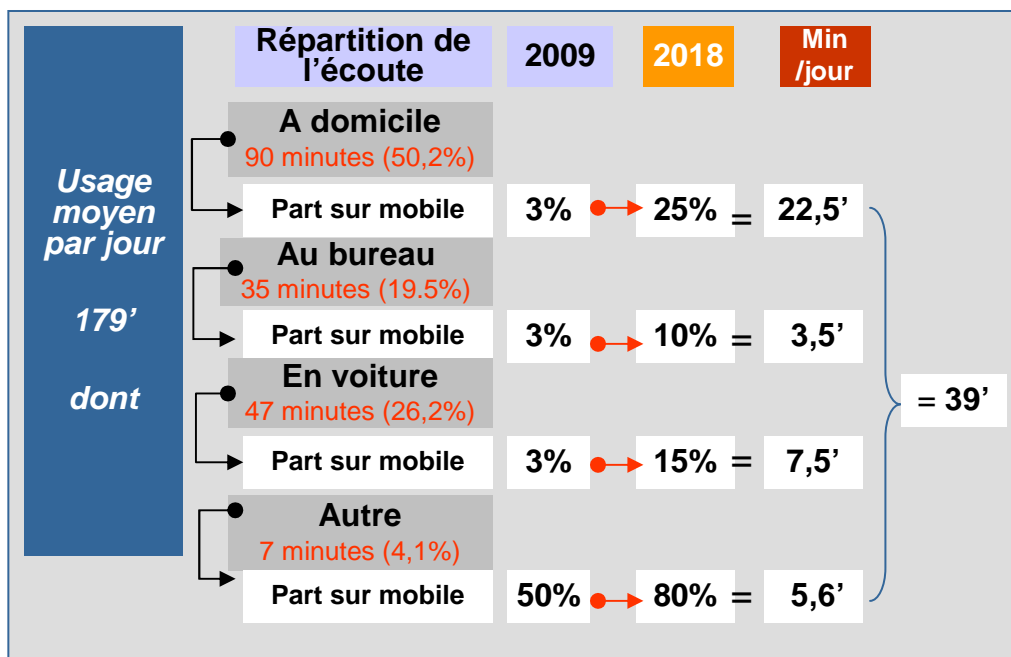 Usage
moyen
par jour
179’
dont
Répartition de
l’écoute
2009
2018
Min
/jour
A domicile
90 minutes (50,2%)
Part sur mobile
3%
25%
=
22,5’
Au bureau
35 minutes (19.5%)
Part sur mobile
3%
10%
=
3,5’
En voiture
47 minutes (26,2%)
Part sur mobile
3%
15%
=
7,5’
= 39’
Autre
7 minutes (4,1%)
Part sur mobile
50%
80%
=
5,6’